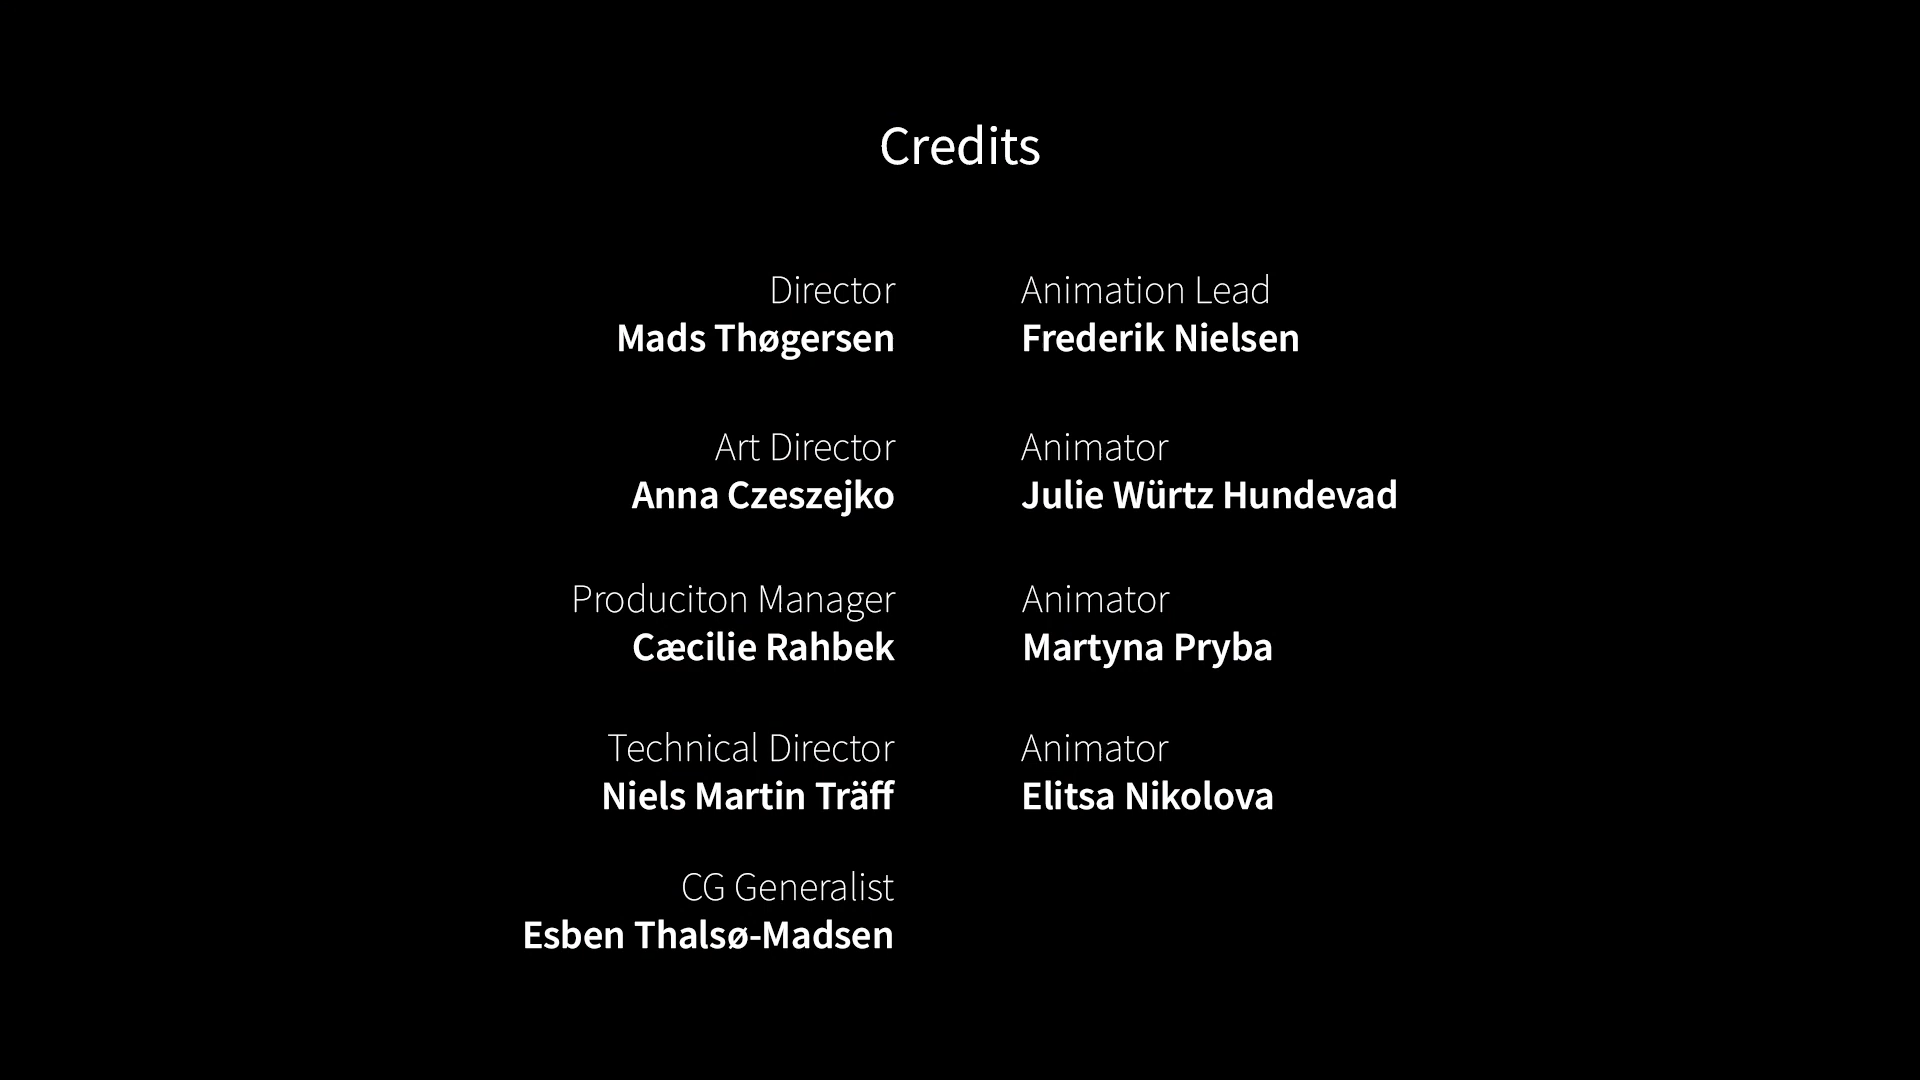 Credits
Director
Mads Thøgersen
Art Director
Anna Czeszejko
Produciton Manager
Cæcilie Rahbek
Technical Director
Niels Martin Träff
CG Generalist
Esben Thalsø-Madsen
Animation Lead
Frederik Nielsen
Animator
Julie Würtz Hundevad
Animator
Martyna Pryba
Animator
Elitsa Nikolova